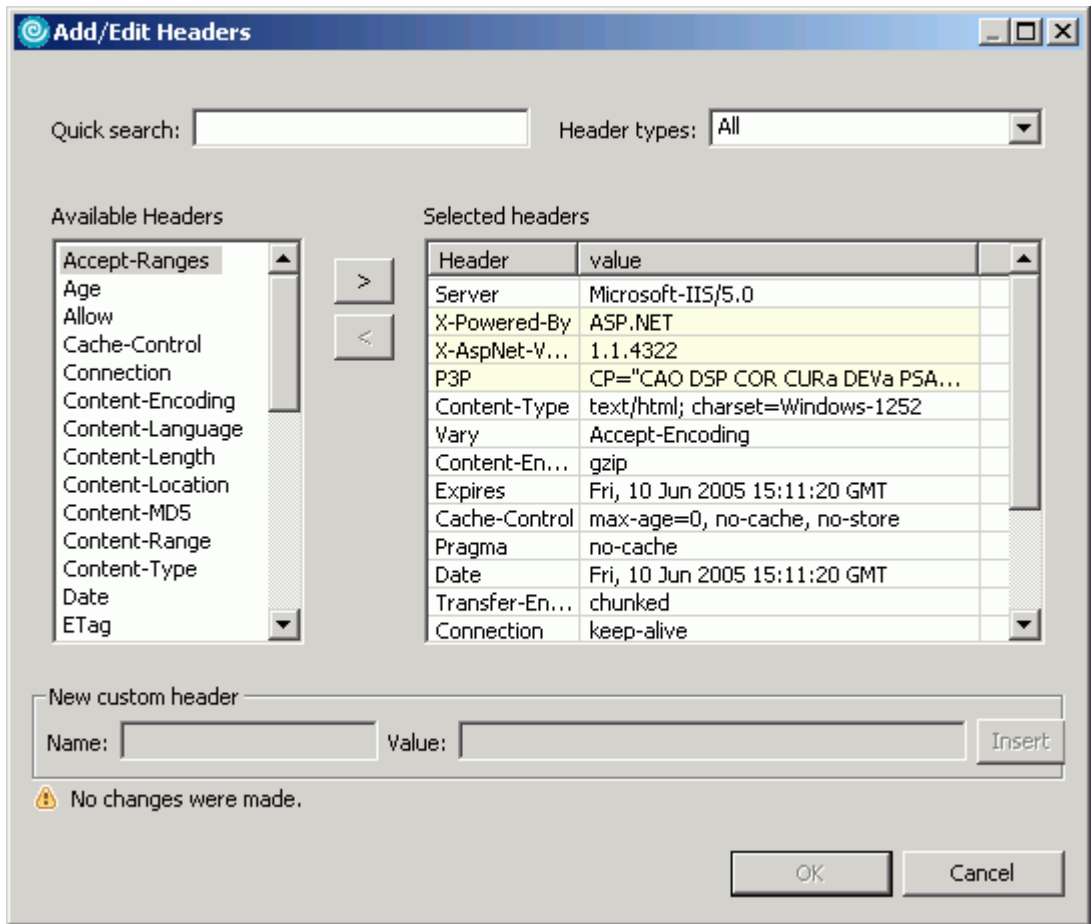 Add/Edit Headers
Quick search: Header types: All
Available Headers
Accept-Ranges
Age
Allow
Cache-Control
Connection
Content-Encoding
Content-Language
Content-Length
Content-Location
Content-MD5
Content-Range
Content-Type
Date
ETag
>
<
Selected headers
Header value
Server Microsoft-IIS/5.0
X-Powered-By ASP.NET
X-AspNet-V... 1.1.4322
P3P CP="CAO DSP COR CURa DEVa PSA...
Content-Type text/html; charset=Windows-1252
Vary Accept-Encoding
Content-En... gzip
Expires Fri, 10 Jun 2005 15:11:20 GMT
Cache-Control max-age=0, no-cache, no-store
Pragma no-cache
Date Fri, 10 Jun 2005 15:11:20 GMT
Transfer-En... chunked
Connection keep-alive
New custom header
Name: Value: Insert
No changes were made.
OK Cancel